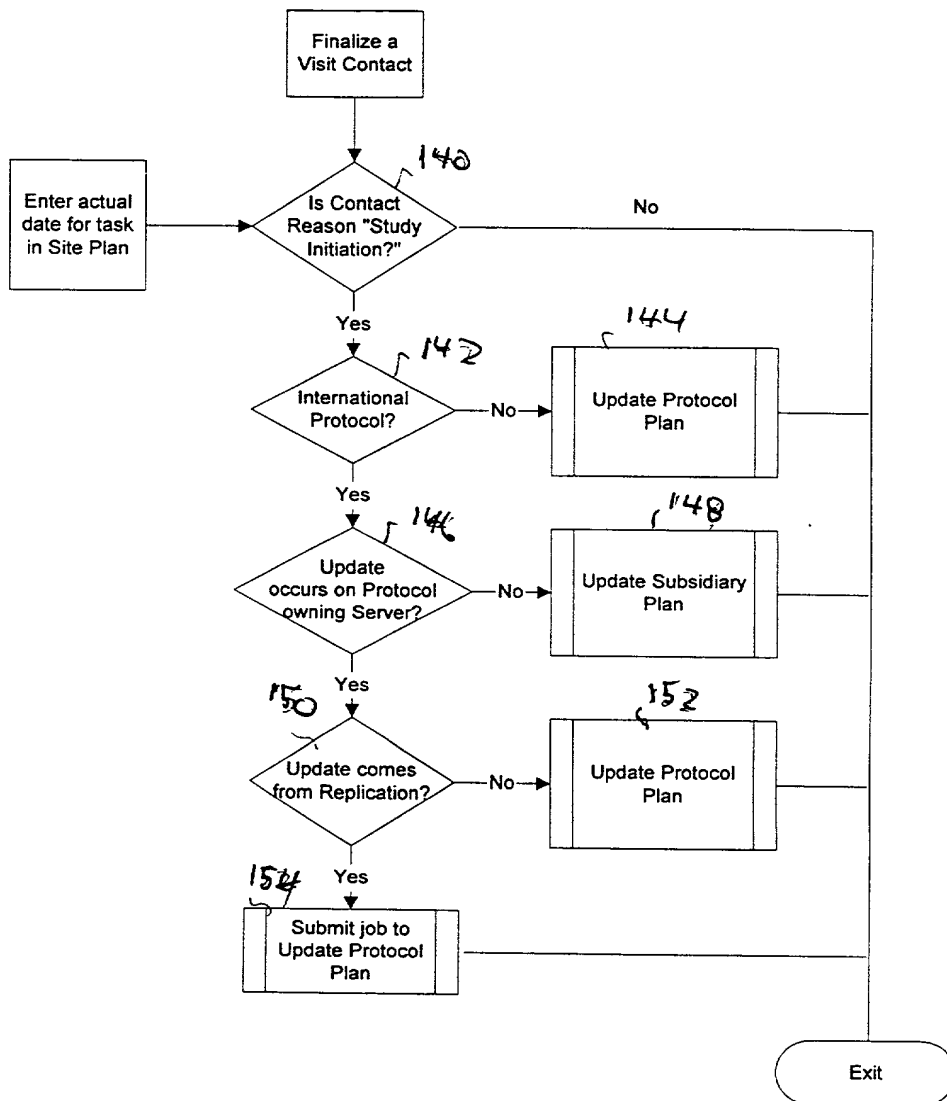 Finalize a
Visit Contact
140
Enter actual
date for task
in Site Plan
Is Contact
Reason "Study
Initiation?"
No
Yes
142
144
International
Protocol?
No
Update Protocol
Plan
Yes
146
148
Update
occurs on Protocol
owning Server?
No
Update Subsidiary
Plan
Yes
150
152
Update comes
from Replication?
No
Update Protocol
Plan
Yes
154
Submit job to
Update Protocol
Plan
Exit